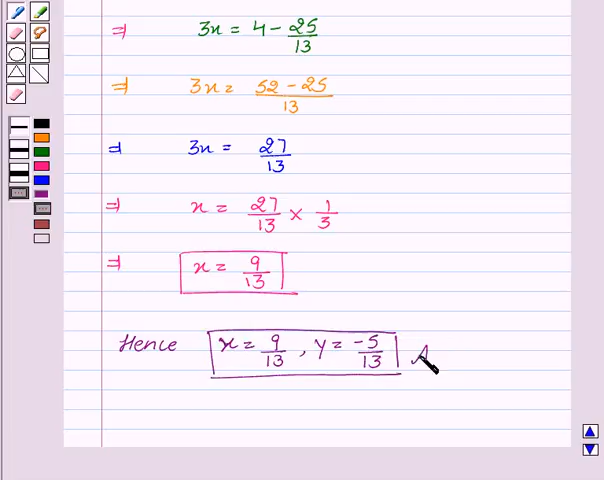 ⇒ 3x = 4 - 25/13
⇒ 3x = 52 - 25/13
⇒ 3x = 27/13
⇒ x = 27/13 × 1/3
⇒ x = 9/13
Hence x = 9/13 , y = -5/13 A